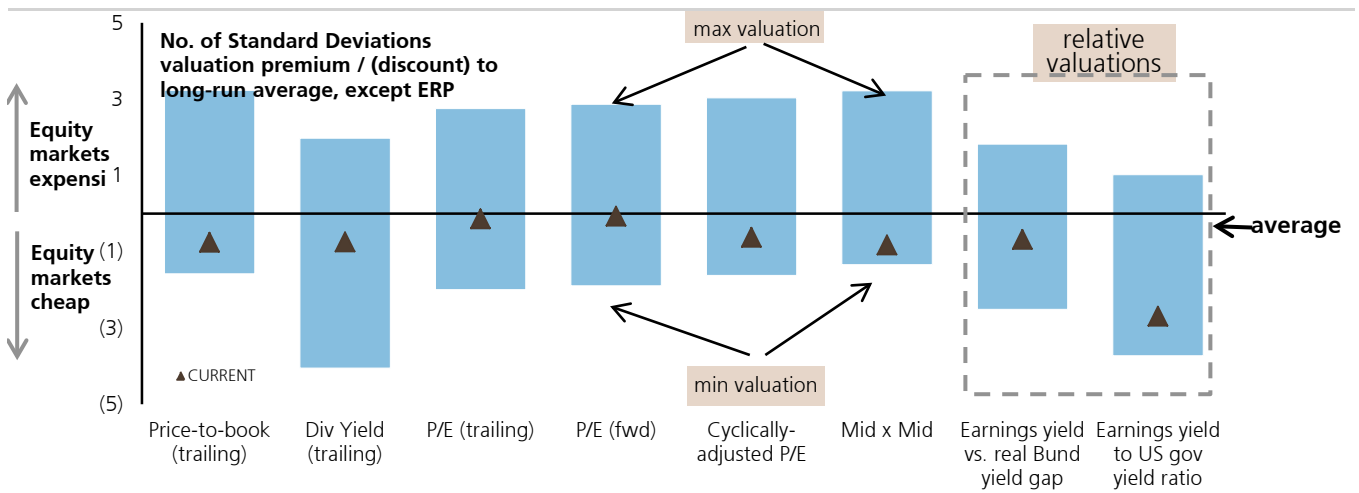 5
3
1
(1)
(3)
(5)
Equity
markets
expensi
Equity
markets
cheap
No. of Standard Deviations
valuation premium / (discount) to
long-run average, except ERP
max valuation
relative
valuations
average
min valuation
CURRENT
Price-to-book
(trailing)
Div Yield
(trailing)
P/E (trailing)
P/E (fwd)
Cyclically-
adjusted P/E
Mid x Mid
Earnings yield
vs. real Bund
yield gap
Earnings yield
to US gov
yield ratio